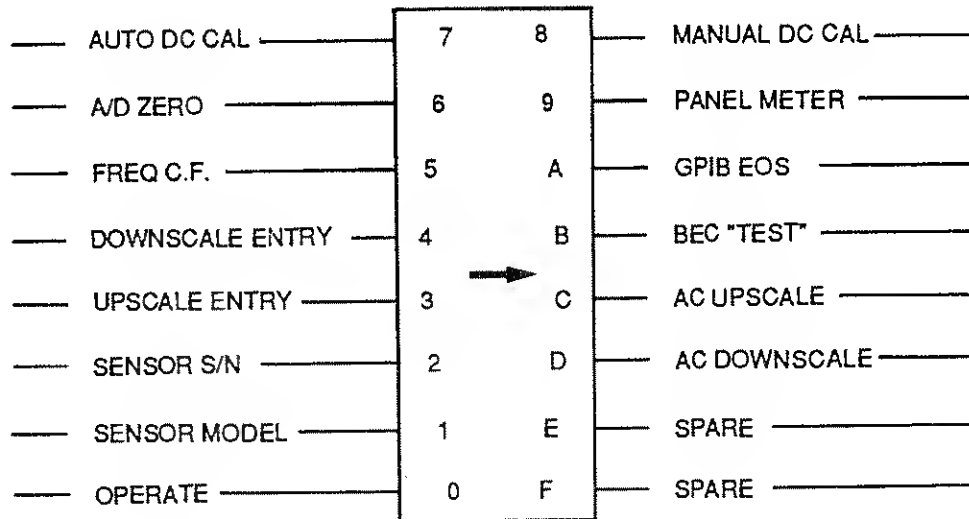 AUTO DC CAL 7 8 MANUAL DC CAL
A/D ZERO 6 9 PANEL METER
FREQ C.F. 5 A GPIB EOS
DOWNSCALE ENTRY 4 B BEC "TEST"
UPSCALE ENTRY 3 C AC UPSCALE
SENSOR S/N 2 D AC DOWNSCALE
SENSOR MODEL 1 E SPARE
OPERATE 0 F SPARE